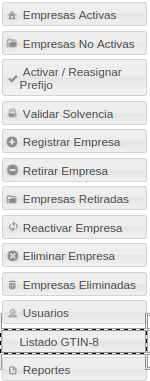 Empresas Activas
Empresas No Activas
Activar / Reasignar
Prefijo
Validar Solvencia
Registrar Empresa
Retirar Empresa
Empresas Retiradas
Reactivar Empresa
Eliminar Empresa
Empresas Eliminadas
Usuarios
Listado GTIN-8
Reportes